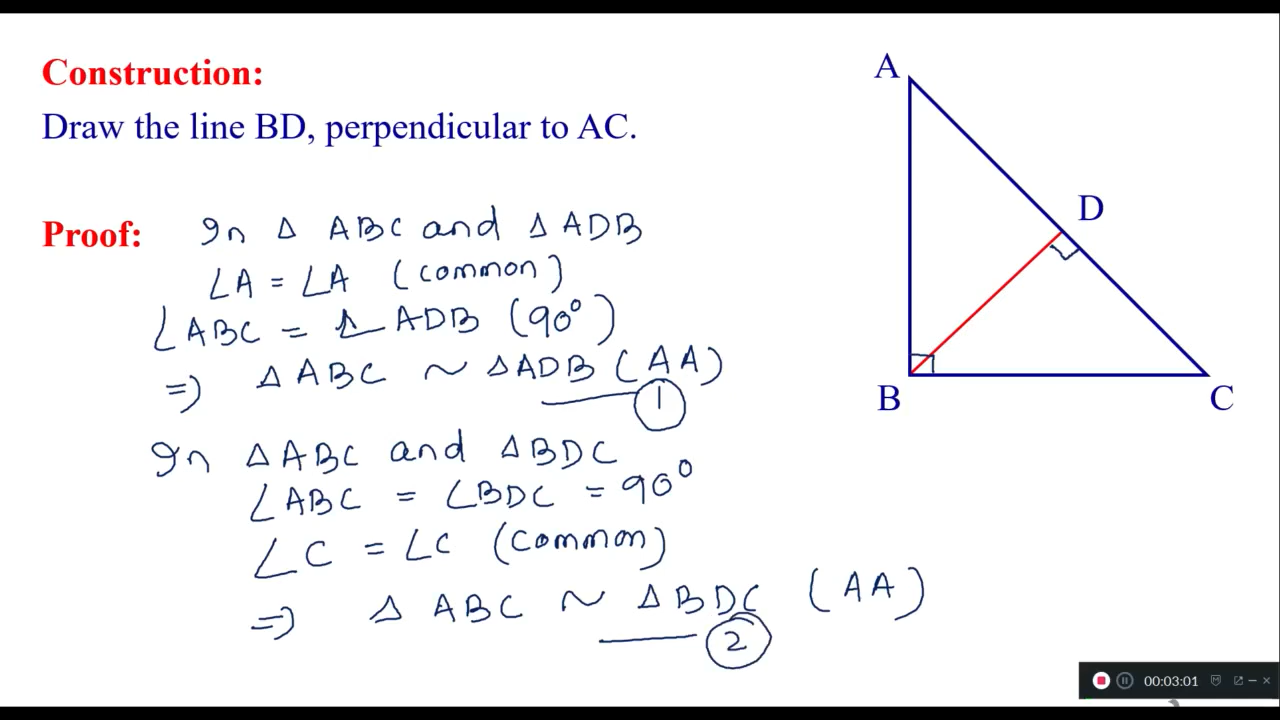 Construction:
Draw the line BD, perpendicular to AC.
Proof: In Δ ABC and Δ ADB
∠A = ∠A (common)
∠ABC = ∠ADB (90°)
=> Δ ABC ~ Δ ADB (AA)
1
In Δ ABC and Δ BDC
∠ABC = ∠BDC = 90°
∠C = ∠C (common)
=> Δ ABC ~ Δ BDC (AA)
2
A
D
B
C
00:03:01